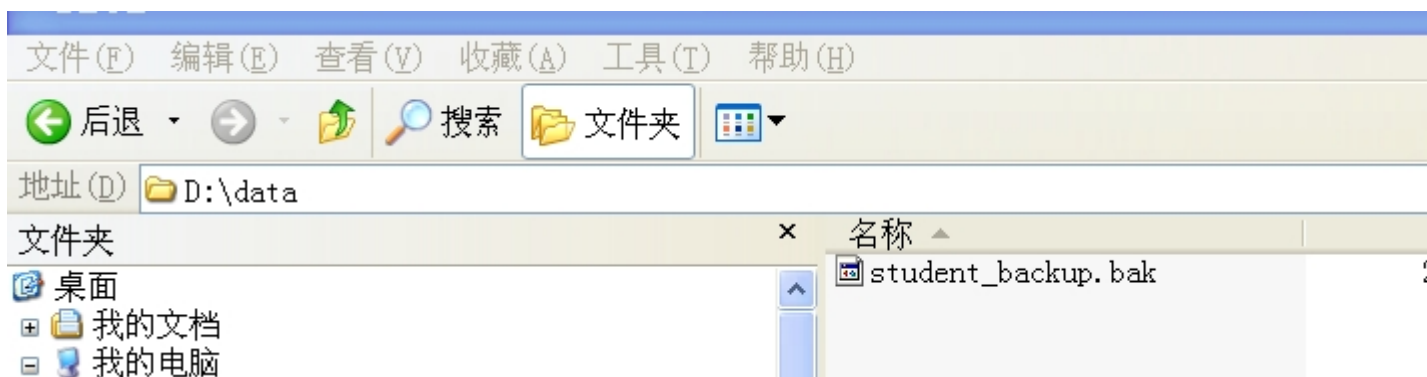 文件(F) 编辑(E) 查看(V) 收藏(A) 工具(T) 帮助(H)
后退 搜索 文件夹
地址(D) D:\data
文件夹 × 名称
桌面 student_backup.bak
我的文档
我的电脑